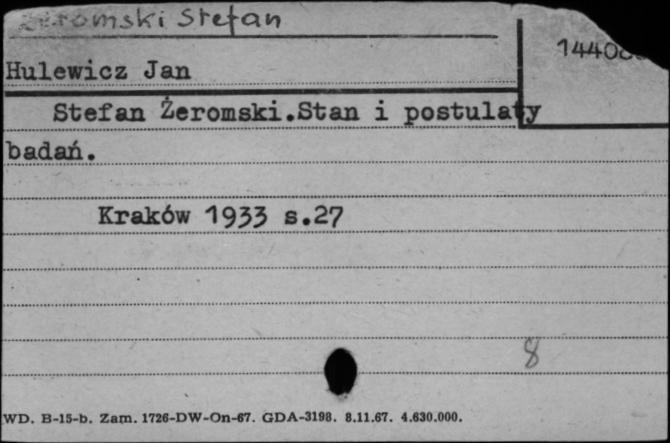 Żeromski Stefan
Hulewicz Jan
Stefan Żeromski.Stan i postulaty
badań.
Kraków 1933 s.27
8
WD. B-15-b. Zam. 1726-DW-On-67. GDA-3198. 8.11.67. 4.630.000.